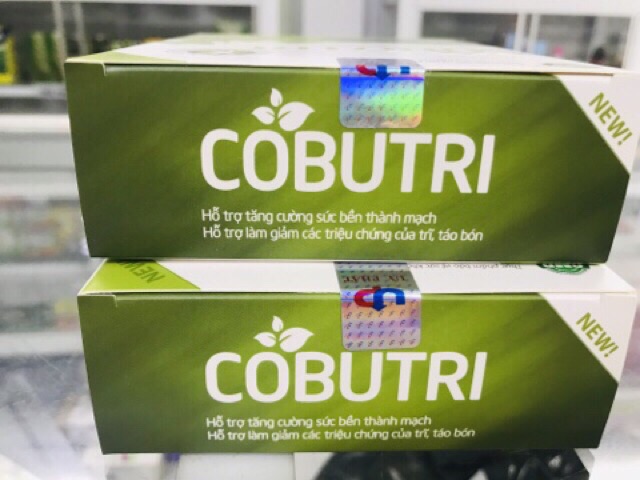 COBUTRI
NEW!
Hỗ trợ tăng cường sức bền thành mạch
Hỗ trợ làm giảm các triệu chứng của trĩ, táo bón
NEW
COBUTRI
NEW!
Hỗ trợ tăng cường sức bền thành mạch
Hỗ trợ làm giảm các triệu chứng của trĩ, táo bón